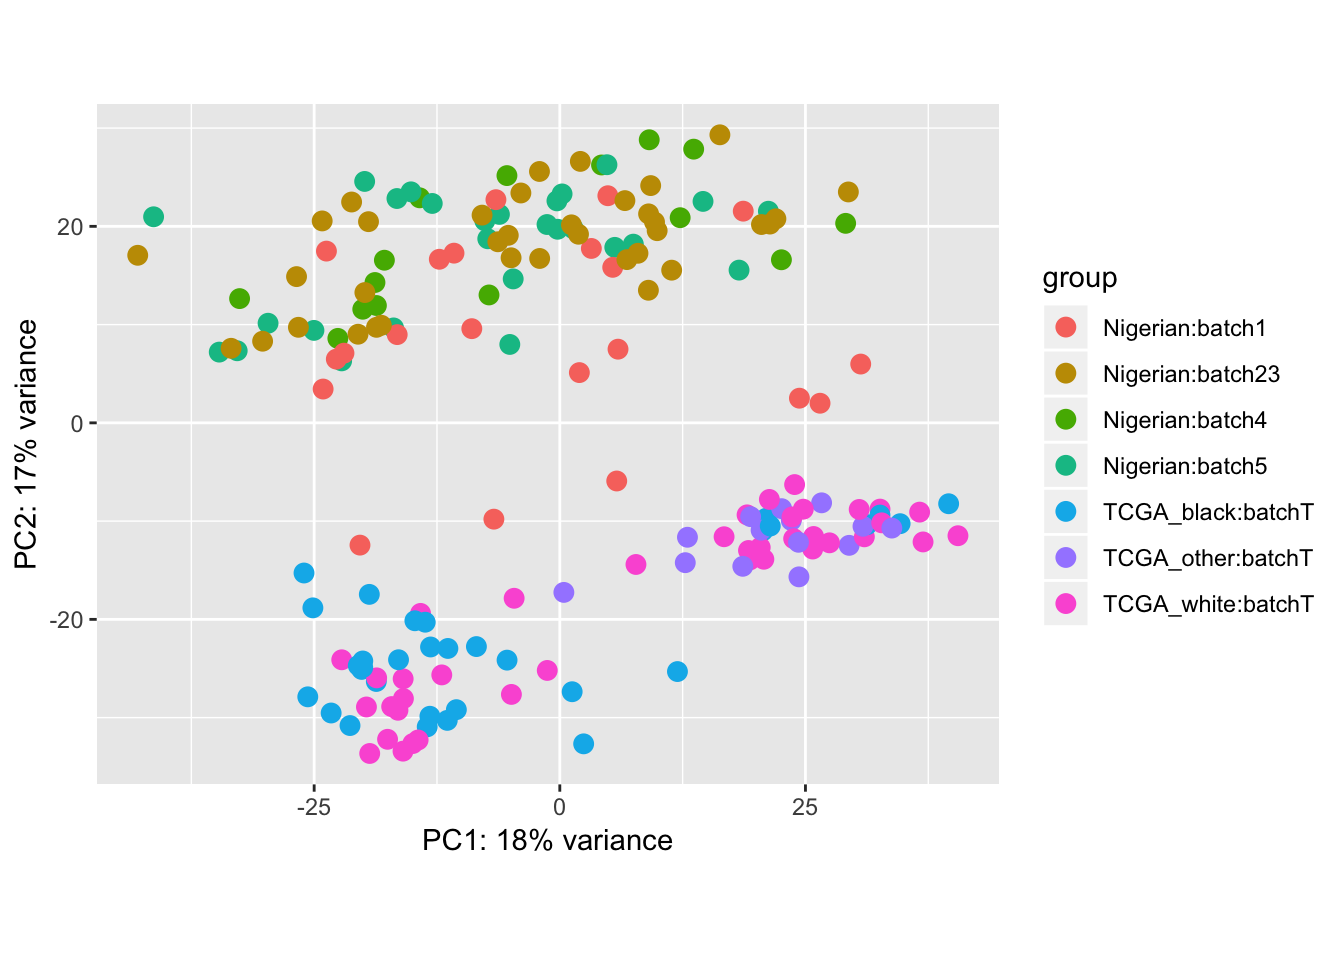 20
0
-20
-25
0
25
PC1: 18% variance
PC2: 17% variance
group
Nigerian:batch1
Nigerian:batch23
Nigerian:batch4
Nigerian:batch5
TCGA_black:batchT
TCGA_other:batchT
TCGA_white:batchT